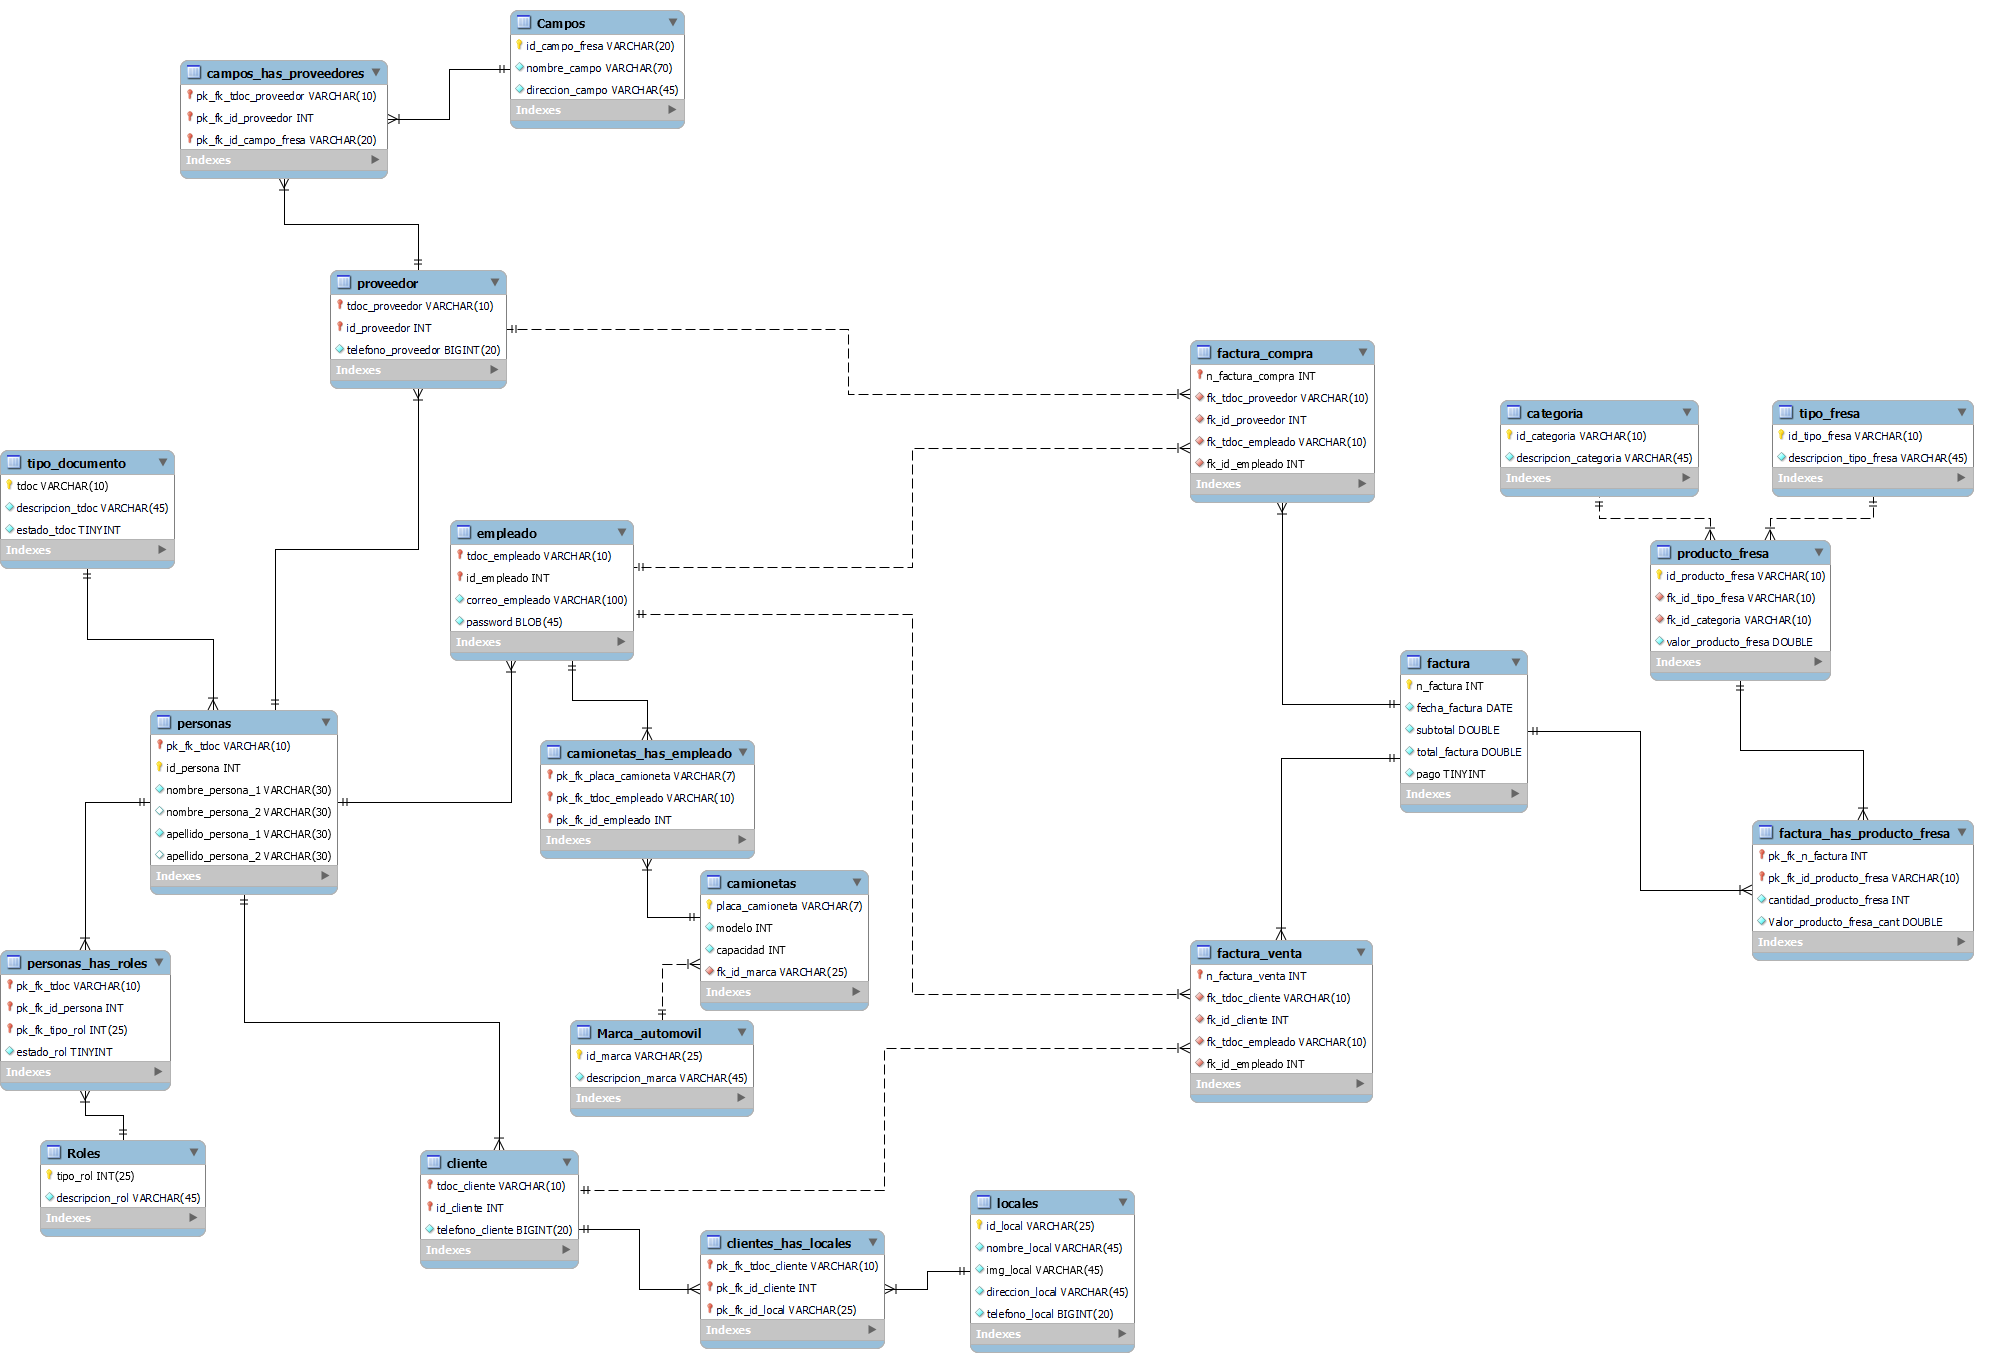 Campos
id_campo_fresa VARCHAR(20)
nombre_campo VARCHAR(70)
direccion_campo VARCHAR(45)
Indexes
campos_has_proveedores
pk_fk_tdoc_proveedor VARCHAR(10)
pk_fk_id_proveedor INT
pk_fk_id_campo_fresa VARCHAR(20)
Indexes
proveedor
tdoc_proveedor VARCHAR(10)
id_proveedor INT
telefono_proveedor BIGINT(20)
Indexes
factura_compra
n_factura_compra INT
fk_tdoc_proveedor VARCHAR(10)
fk_id_proveedor INT
fk_tdoc_empleado VARCHAR(10)
fk_id_empleado INT
Indexes
categoria
id_categoria VARCHAR(10)
descripcion_categoria VARCHAR(45)
Indexes
tipo_fresa
id_tipo_fresa VARCHAR(10)
descripcion_tipo_fresa VARCHAR(45)
Indexes
tipo_documento
tdoc VARCHAR(10)
descripcion_tdoc VARCHAR(45)
estado_tdoc TINYINT
Indexes
empleado
tdoc_empleado VARCHAR(10)
id_empleado INT
correo_empleado VARCHAR(100)
password BLOB(45)
Indexes
producto_fresa
id_producto_fresa VARCHAR(10)
fk_id_tipo_fresa VARCHAR(10)
fk_id_categoria VARCHAR(10)
valor_producto_fresa DOUBLE
Indexes
factura
n_factura INT
fecha_factura DATE
subtotal DOUBLE
total_factura DOUBLE
pago TINYINT
Indexes
personas
pk_fk_tdoc VARCHAR(10)
id_persona INT
nombre_persona_1 VARCHAR(30)
nombre_persona_2 VARCHAR(30)
apellido_persona_1 VARCHAR(30)
apellido_persona_2 VARCHAR(30)
Indexes
camionetas_has_empleado
pk_fk_placa_camioneta VARCHAR(7)
pk_fk_tdoc_empleado VARCHAR(10)
pk_fk_id_empleado INT
Indexes
factura_has_producto_fresa
pk_fk_n_factura INT
pk_fk_id_producto_fresa VARCHAR(10)
cantidad_producto_fresa INT
Valor_producto_fresa_cant DOUBLE
Indexes
camionetas
placa_camioneta VARCHAR(7)
modelo INT
capacidad INT
fk_id_marca VARCHAR(25)
Indexes
personas_has_roles
pk_fk_tdoc VARCHAR(10)
pk_fk_id_persona INT
pk_fk_tipo_rol INT(25)
estado_rol TINYINT
Indexes
factura_venta
n_factura_venta INT
fk_tdoc_cliente VARCHAR(10)
fk_id_cliente INT
fk_tdoc_empleado VARCHAR(10)
fk_id_empleado INT
Indexes
Marca_automovil
id_marca VARCHAR(25)
descripcion_marca VARCHAR(45)
Indexes
Roles
tipo_rol INT(25)
descripcion_rol VARCHAR(45)
Indexes
cliente
tdoc_cliente VARCHAR(10)
id_cliente INT
telefono_cliente BIGINT(20)
Indexes
clientes_has_locales
pk_fk_tdoc_cliente VARCHAR(10)
pk_fk_id_cliente INT
pk_fk_id_local VARCHAR(25)
Indexes
locales
id_local VARCHAR(25)
nombre_local VARCHAR(45)
img_local VARCHAR(45)
direccion_local VARCHAR(45)
telefono_local BIGINT(20)
Indexes